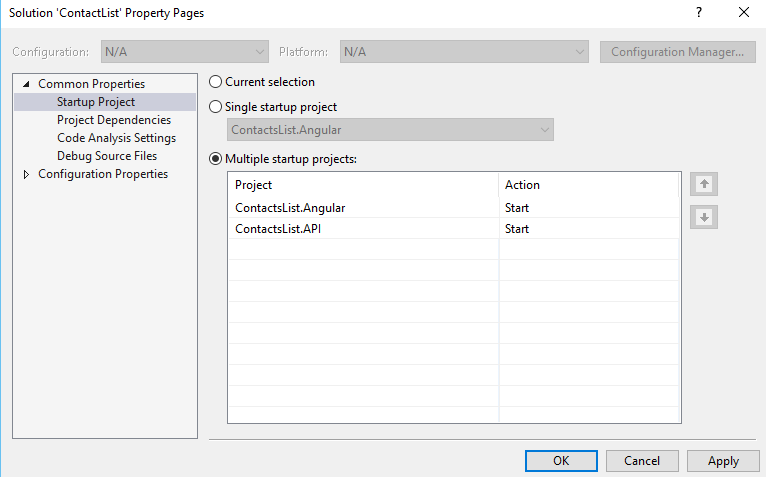 Solution 'ContactList' Property Pages
?
Configuration: N/A Platform: N/A Configuration Manager...
Common Properties
Startup Project
Project Dependencies
Code Analysis Settings
Debug Source Files
Configuration Properties
Current selection
Single startup project
ContactsList.Angular
Multiple startup projects:
Project Action
ContactsList.Angular Start
ContactsList.API Start
OK Cancel Apply